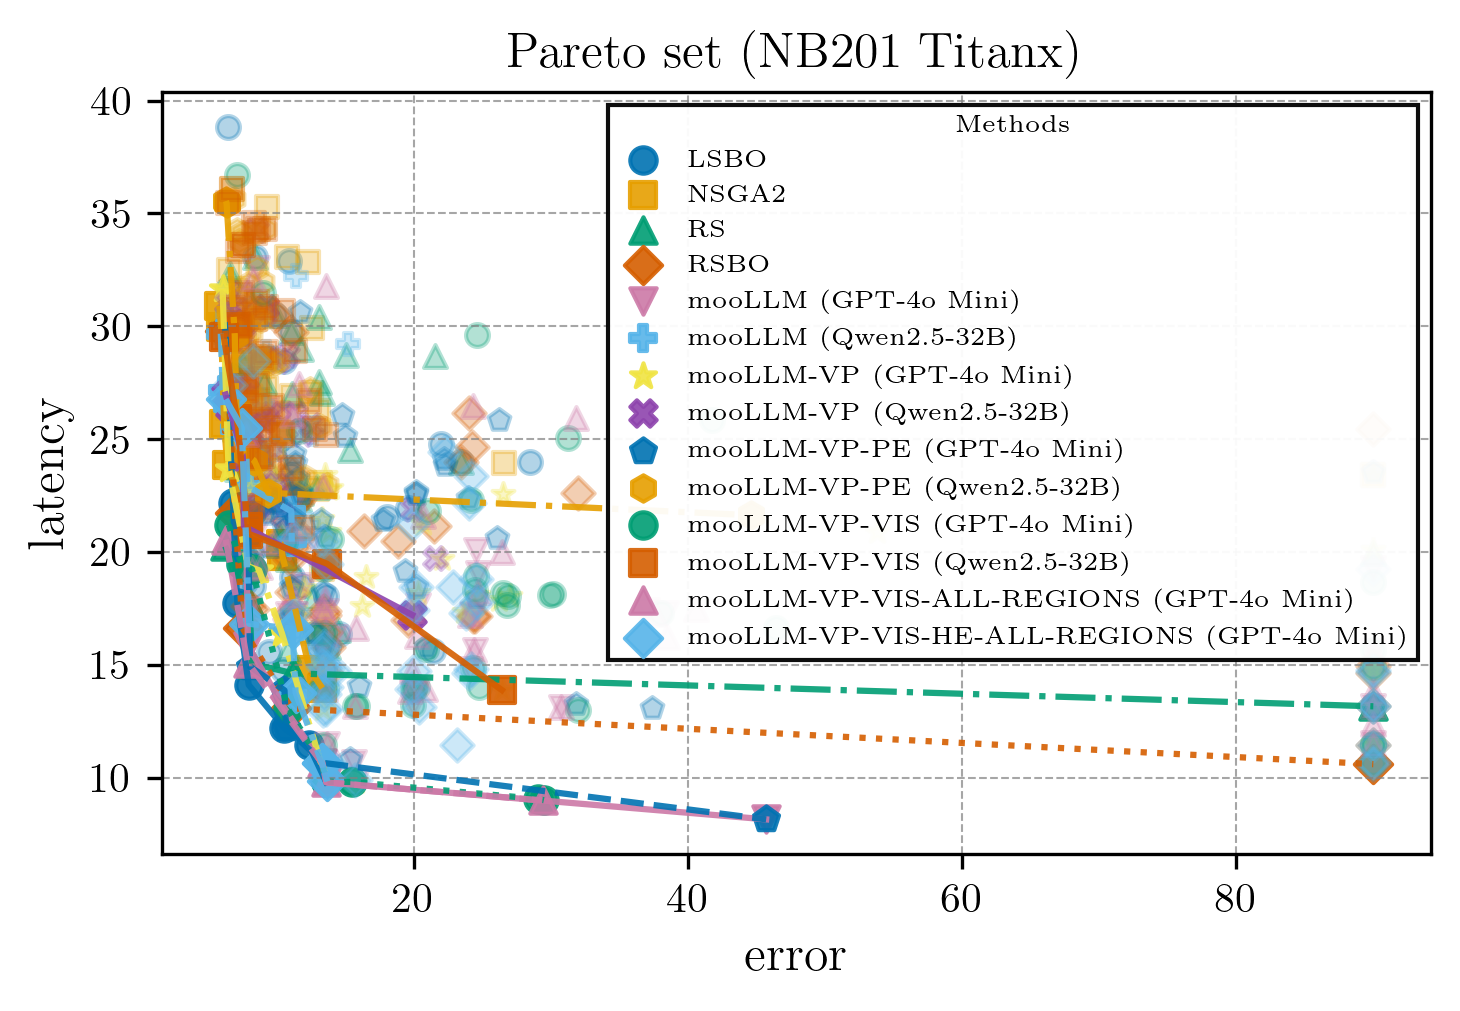 Pareto set (NB201 Titanx)
40
35
30
25
20
15
10
latency
Methods
LSBO
NSGA2
RS
RSBO
mooLLM (GPT-4o Mini)
mooLLM (Qwen2.5-32B)
mooLLM-VP (GPT-4o Mini)
mooLLM-VP (Qwen2.5-32B)
mooLLM-VP-PE (GPT-4o Mini)
mooLLM-VP-PE (Qwen2.5-32B)
mooLLM-VP-VIS (GPT-4o Mini)
mooLLM-VP-VIS (Qwen2.5-32B)
mooLLM-VP-VIS-ALL-REGIONS (GPT-4o Mini)
mooLLM-VP-VIS-HE-ALL-REGIONS (GPT-4o Mini)
20 40 60 80
error